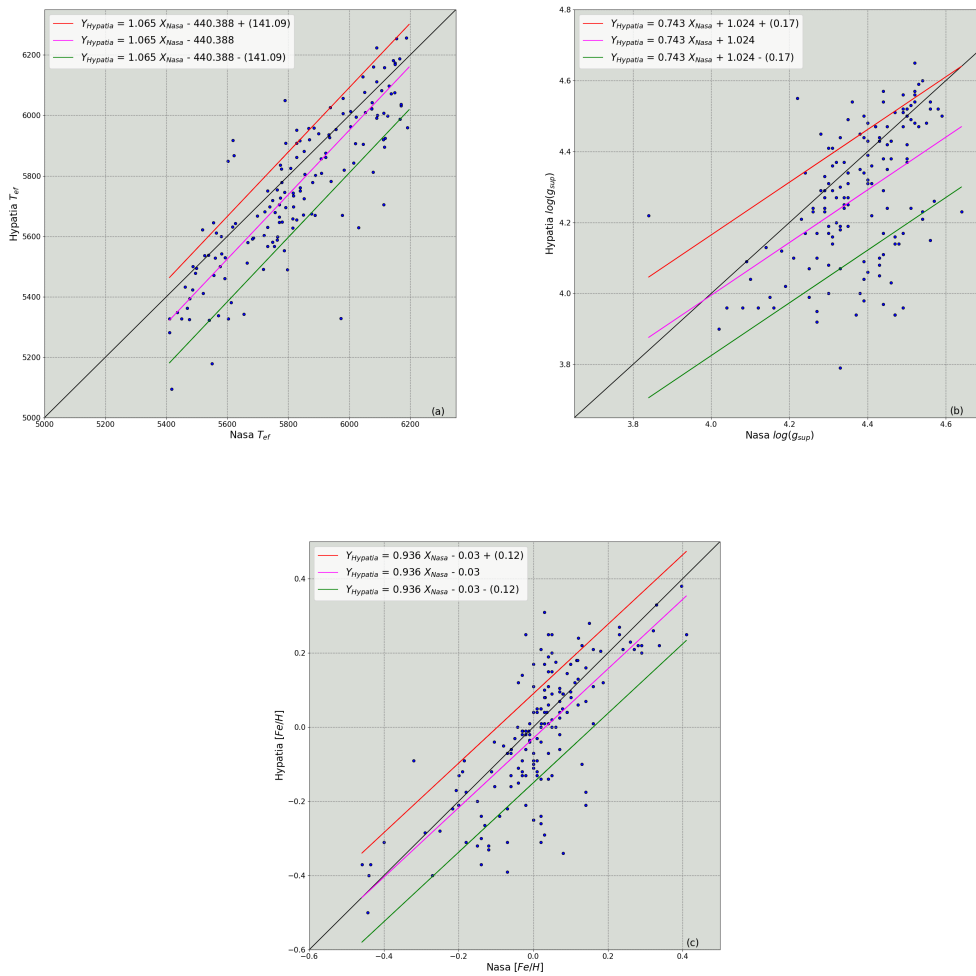 Y_Hypatia = 1.065 X_Nasa - 440.388 + (141.09)
Y_Hypatia = 1.065 X_Nasa - 440.388
Y_Hypatia = 1.065 X_Nasa - 440.388 - (141.09)
Hypatia T_ef
6200
6000
5800
5600
5400
5200
5000
(a)
5000 5200 5400 5600 5800 6000 6200
Nasa T_ef
Y_Hypatia = 0.743 X_Nasa + 1.024 + (0.17)
Y_Hypatia = 0.743 X_Nasa + 1.024
Y_Hypatia = 0.743 X_Nasa + 1.024 - (0.17)
Hypatia log(g_sup)
4.8
4.6
4.4
4.2
4.0
3.8
(b)
3.8 4.0 4.2 4.4 4.6
Nasa log(g_sup)
Y_Hypatia = 0.936 X_Nasa - 0.03 + (0.12)
Y_Hypatia = 0.936 X_Nasa - 0.03
Y_Hypatia = 0.936 X_Nasa - 0.03 - (0.12)
Hypatia [Fe/H]
0.4
0.2
0.0
−0.2
−0.4
−0.6
(c)
−0.6 −0.4 −0.2 0.0 0.2 0.4
Nasa [Fe/H]